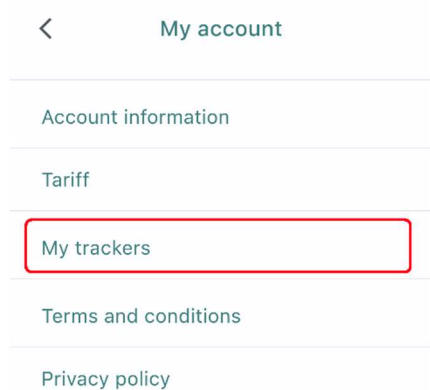 My account
Account information
Tariff
My trackers
Terms and conditions
Privacy policy